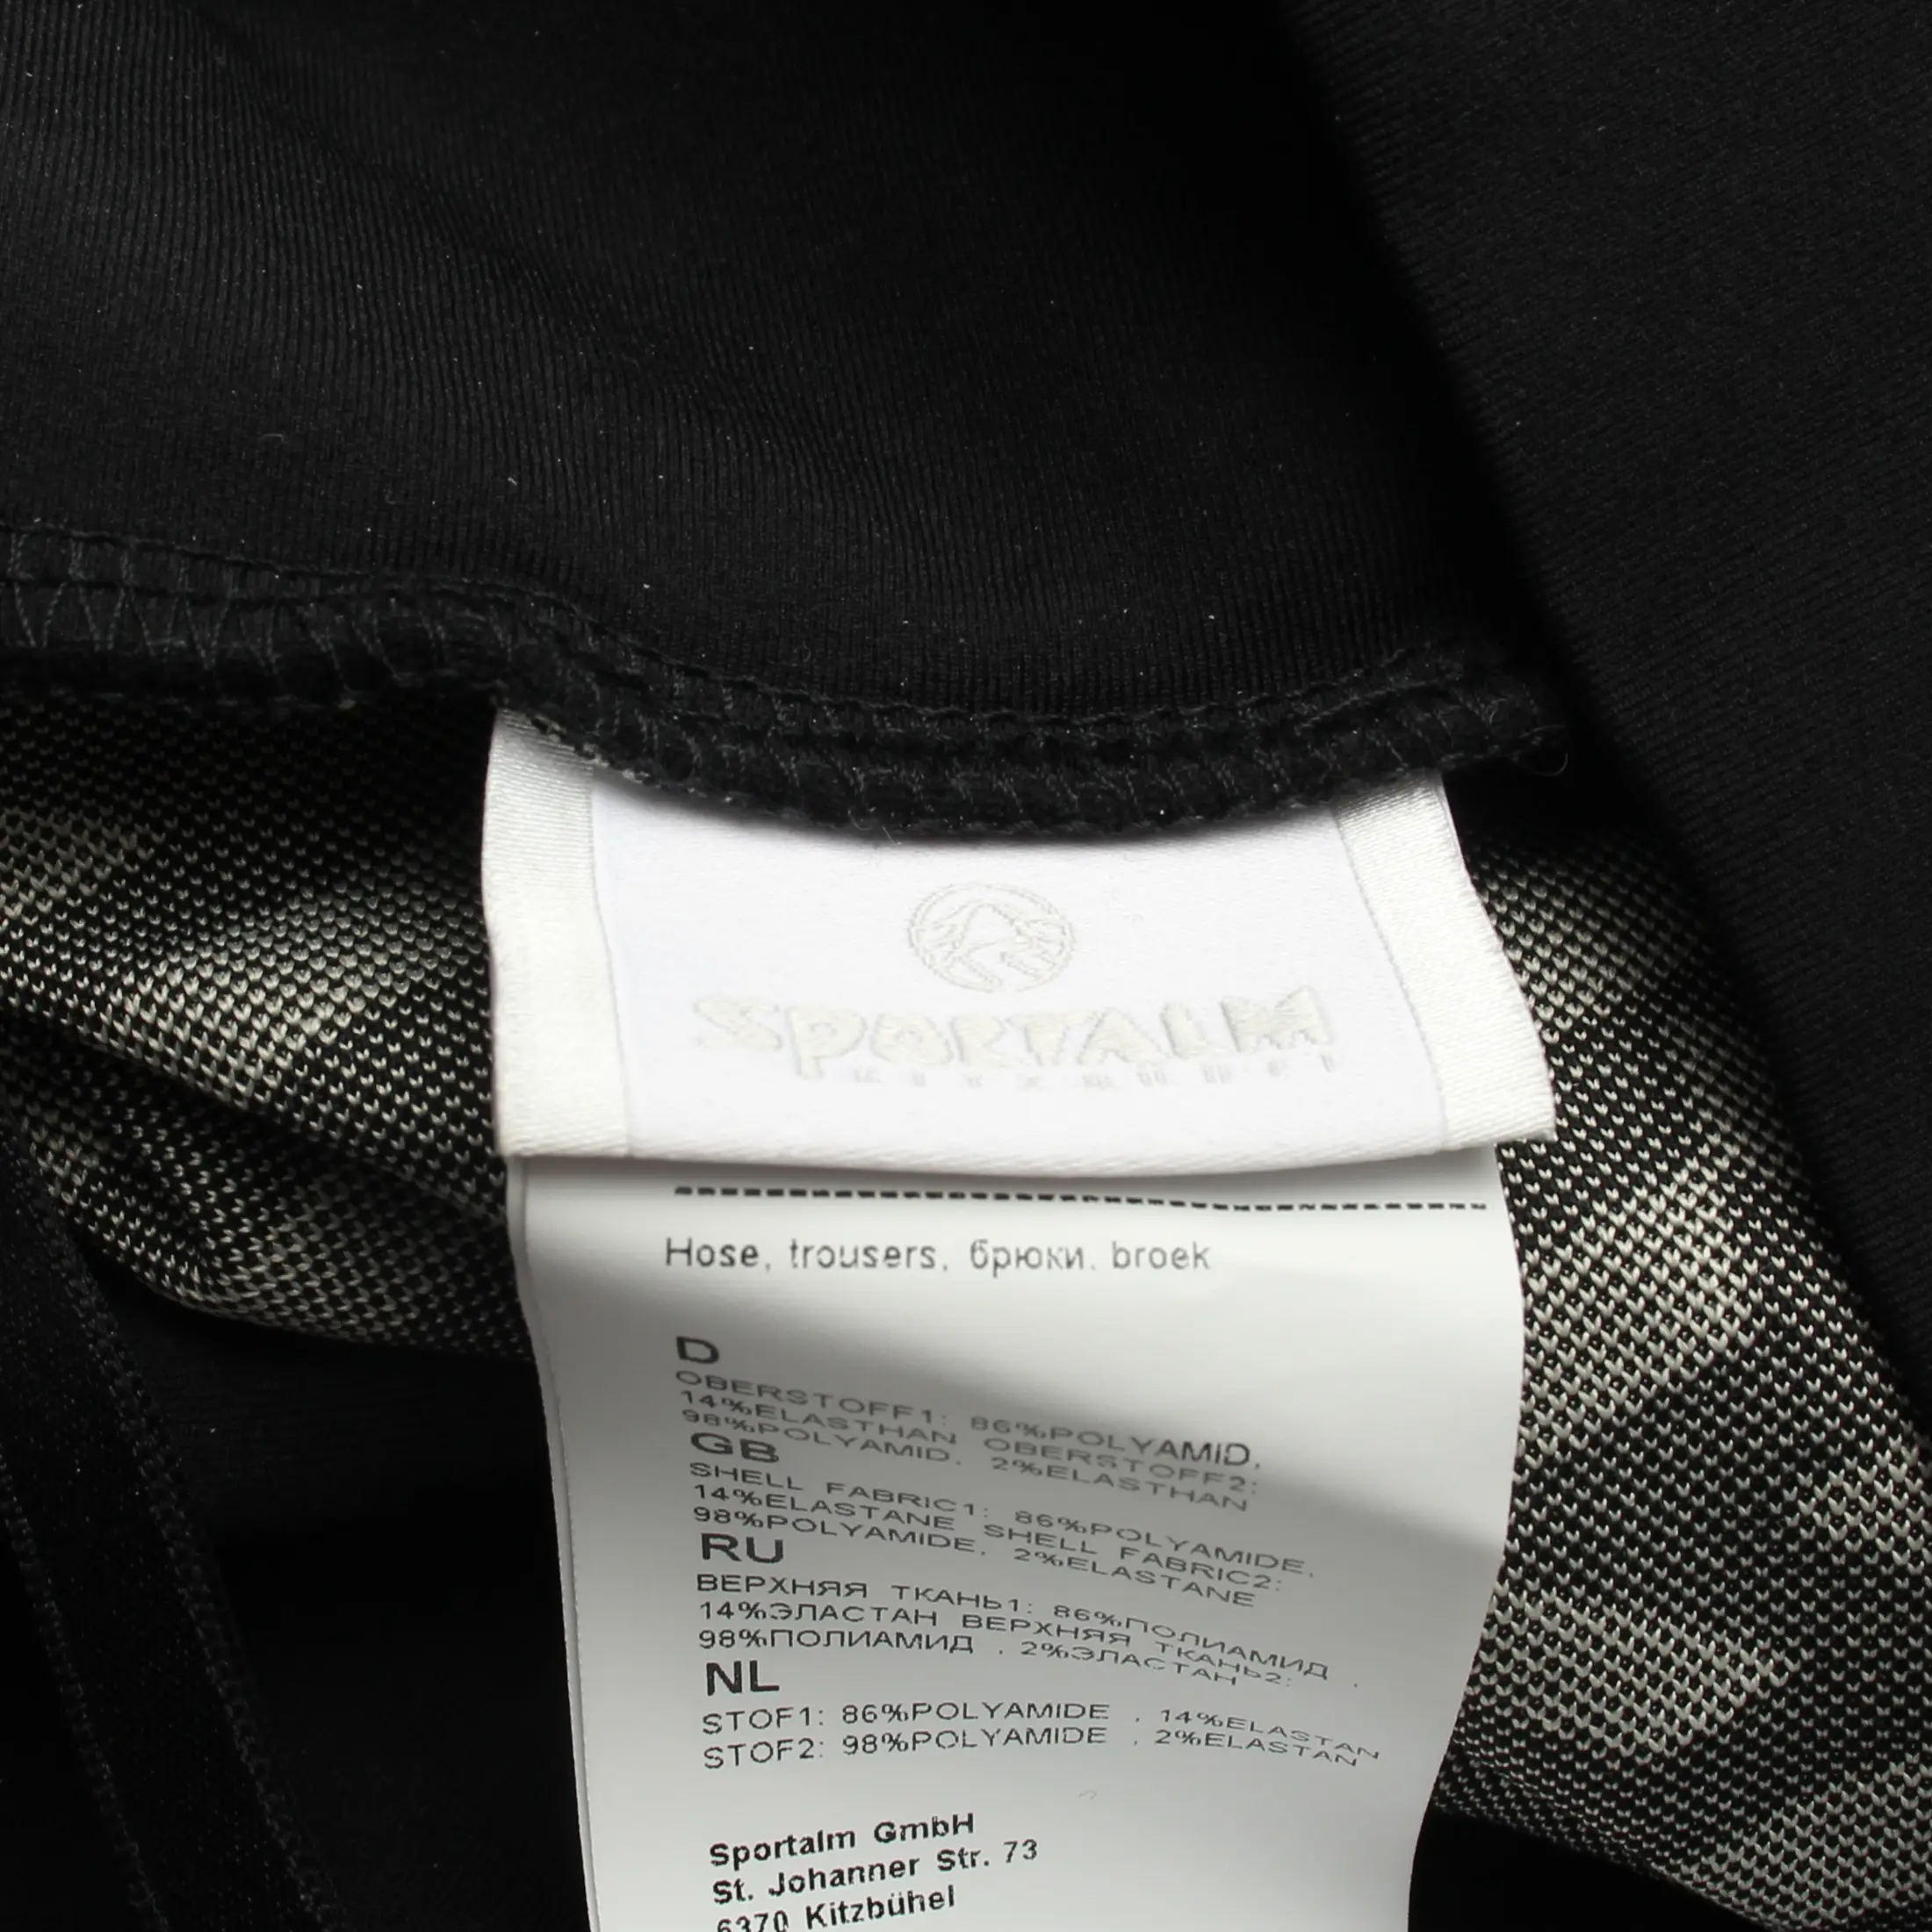 SPORTALM
KITZBÜHEL
Hose, trousers, брюки, broek
D
OBERSTOFF1: 86%POLYAMID,
14%ELASTHAN OBERSTOFF2:
98%POLYAMID, 2%ELASTHAN
GB
SHELL FABRIC1: 86%POLYAMIDE,
14%ELASTANE SHELL FABRIC2:
98%POLYAMIDE, 2%ELASTANE
RU
ВЕРХНЯЯ ТКАНЬ1: 86%ПОЛИАМИД ,
14%ЭЛАСТАН ВЕРХНЯЯ ТКАНЬ2:
98%ПОЛИАМИД , 2%ЭЛАСТАН
NL
STOF1: 86%POLYAMIDE , 14%ELASTAN
STOF2: 98%POLYAMIDE , 2%ELASTAN
Sportalm GmbH
St. Johanner Str. 73
6370 Kitzbühel